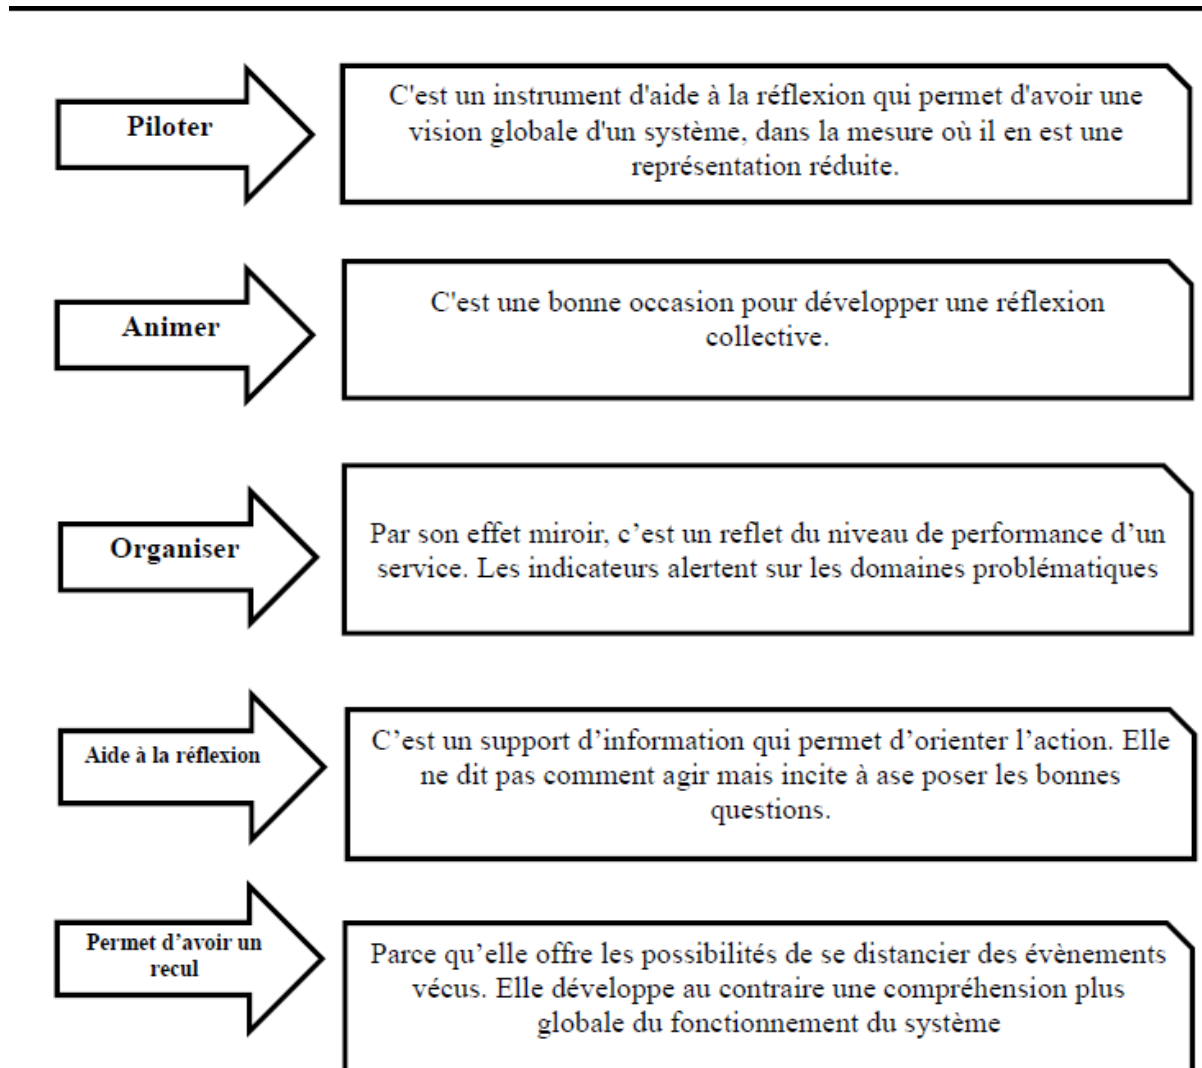 Piloter
C'est un instrument d'aide à la réflexion qui permet d'avoir une
vision globale d'un système, dans la mesure où il en est une
représentation réduite.
Animer
C'est une bonne occasion pour développer une réflexion
collective.
Organiser
Par son effet miroir, c’est un reflet du niveau de performance d’un
service. Les indicateurs alertent sur les domaines problématiques
Aide à la réflexion
C’est un support d’information qui permet d’orienter l’action. Elle
ne dit pas comment agir mais incite à ase poser les bonnes
questions.
Permet d’avoir un
recul
Parce qu’elle offre les possibilités de se distancier des évènements
vécus. Elle développe au contraire une compréhension plus
globale du fonctionnement du système